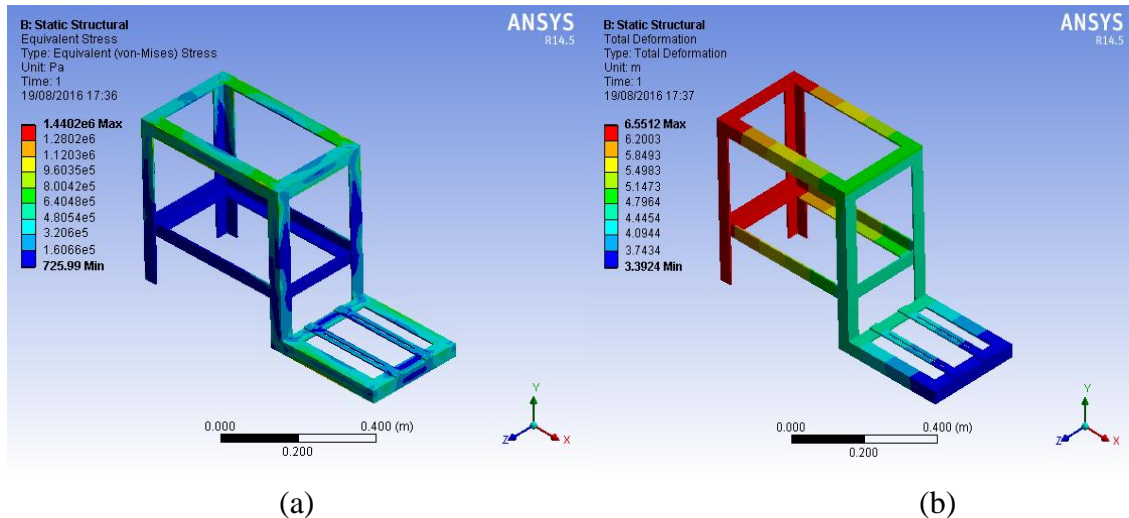 B: Static Structural
Equivalent Stress
Type: Equivalent (von-Mises) Stress
Unit: Pa
Time: 1
19/08/2016 17:36
ANSYS
R14.5
1.4402e6 Max
1.2802e6
1.1203e6
9.6035e5
8.0042e5
6.4048e5
4.8054e5
3.206e5
1.6066e5
725.99 Min
0.000
0.400 (m)
0.200
Y
Z
X
(a)
B: Static Structural
Total Deformation
Type: Total Deformation
Unit: m
Time: 1
19/08/2016 17:37
ANSYS
R14.5
6.5512 Max
6.2003
5.8493
5.4983
5.1473
4.7964
4.4454
4.0944
3.7434
3.3924 Min
0.000
0.400 (m)
0.200
Y
Z
X
(b)